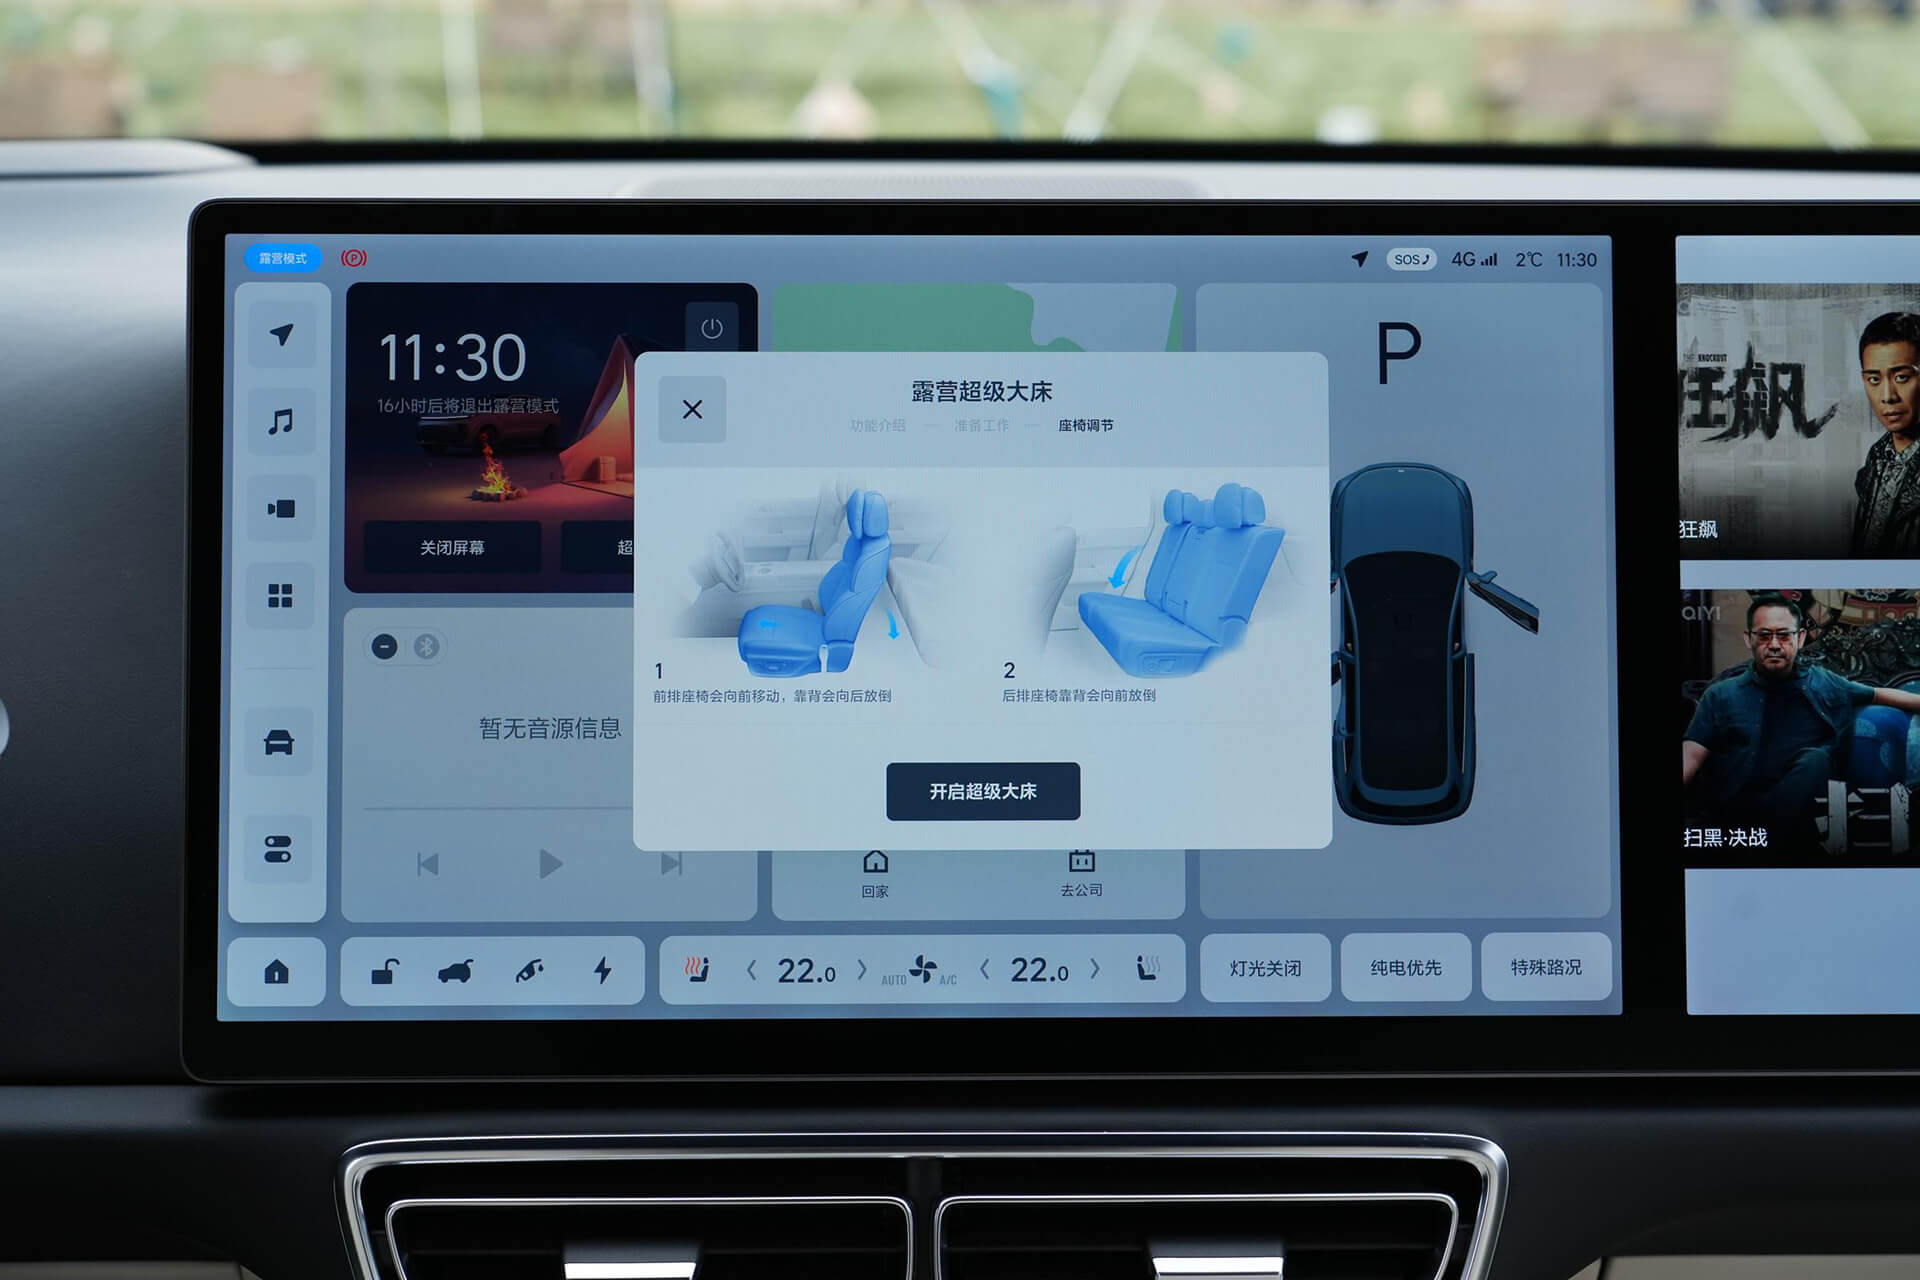 露营模式
SOS
4G
2℃
11:30
11:30
16小时后将退出露营模式
关闭屏幕
超
暂无音源信息
露营超级大床
功能介绍
准备工作
座椅调节
1
前排座椅会向前移动，靠背会向后放倒
2
后排座椅靠背会向前放倒
开启超级大床
回家
去公司
P
22.0
AUTO
A/C
22.0
灯光关闭
纯电优先
特殊路况
THE KNOCKOUT
狂飙
狂飙
QIYI
扫
扫黑·决战